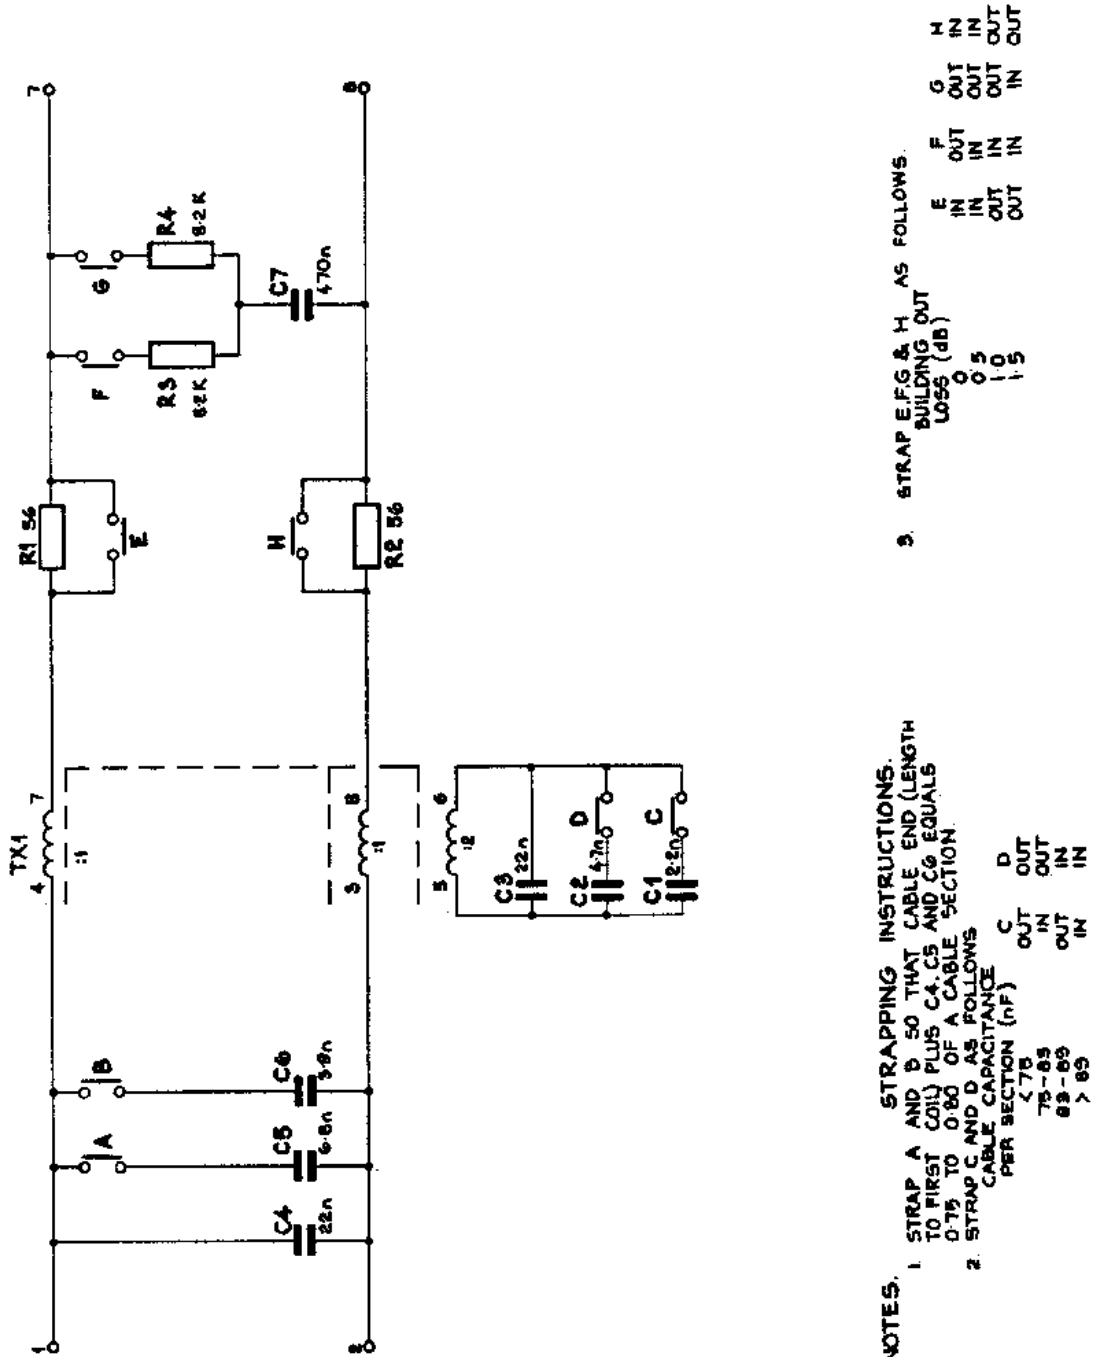 TX1
4 7
:1
R1 56
E
1
7
A
B
F
G
R3
8·2K
R4
8·2K
H
R2 56
C4
22n
C5
6·8n
C6
3·9n
C7
470n
3 8
:1
2
8
5 6
:2
C3
22n
C2
4·7n
D
C1
2·2n
C
NOTES.
STRAPPING INSTRUCTIONS.
1. STRAP A AND B SO THAT CABLE END (LENGTH
TO FIRST COIL) PLUS C4, C5 AND C6 EQUALS
0·75 TO 0·80 OF A CABLE SECTION.
2. STRAP C AND D AS FOLLOWS
CABLE CAPACITANCE C D
PER SECTION (nF)
<75 OUT OUT
75-83 IN OUT
83-89 OUT IN
>89 IN IN
3. STRAP E,F,G & H AS FOLLOWS.
BUILDING OUT E F G H
LOSS (dB)
0 IN OUT OUT IN
0·5 IN IN OUT IN
1·0 OUT IN OUT OUT
1·5 OUT IN IN OUT